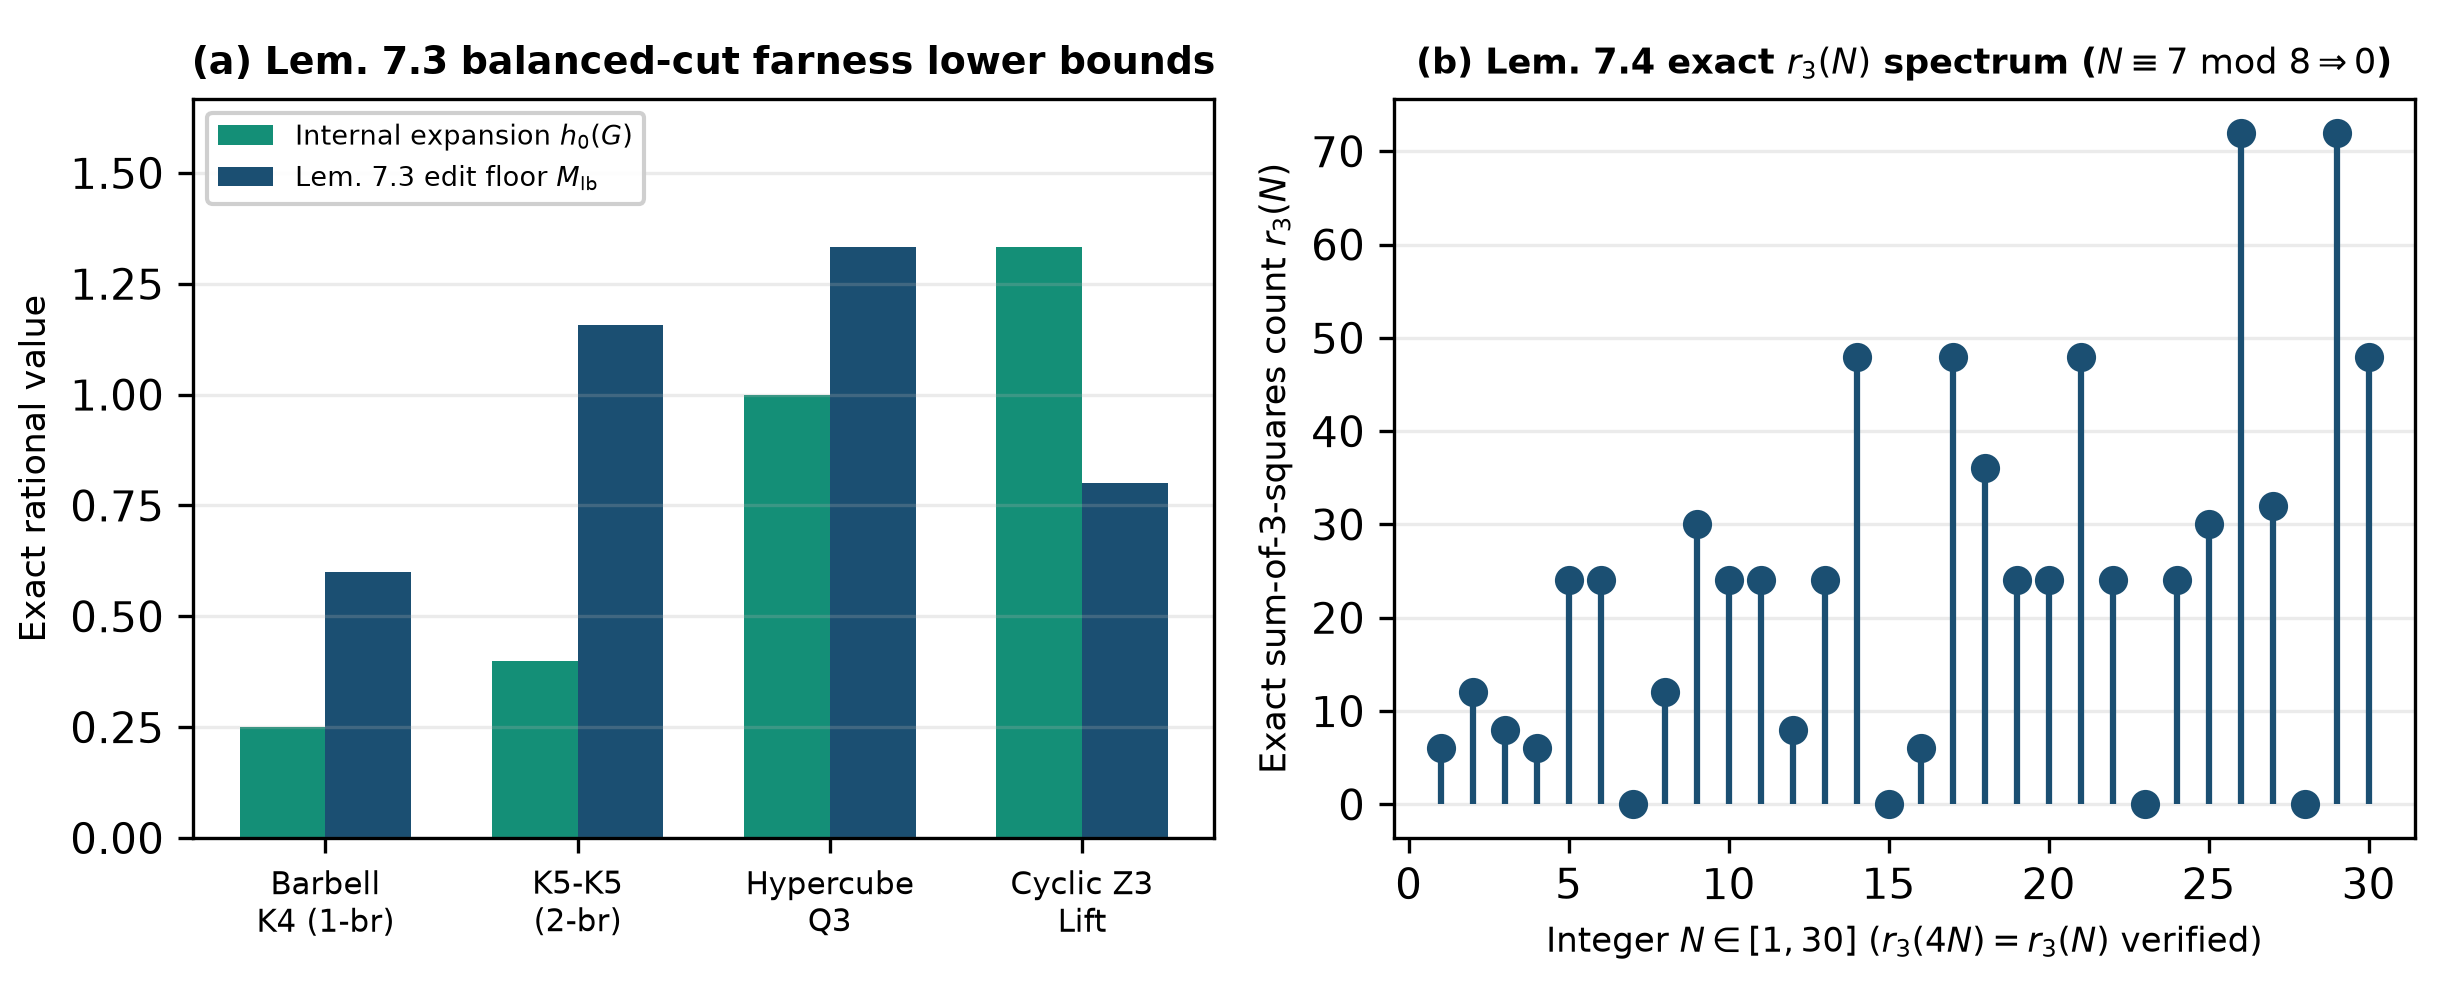 (a) Lem. 7.3 balanced-cut farness lower bounds
Internal expansion h₀(G)
Lem. 7.3 edit floor M_lb
Exact rational value
1.50
1.25
1.00
0.75
0.50
0.25
0.00
Barbell
K4 (1-br)
K5-K5
(2-br)
Hypercube
Q3
Cyclic Z3
Lift
(b) Lem. 7.4 exact r₃(N) spectrum (N ≡ 7 mod 8 ⇒ 0)
Exact sum-of-3-squares count r₃(N)
70
60
50
40
30
20
10
0
0 5 10 15 20 25 30
Integer N ∈ [1, 30] (r₃(4N) = r₃(N) verified)